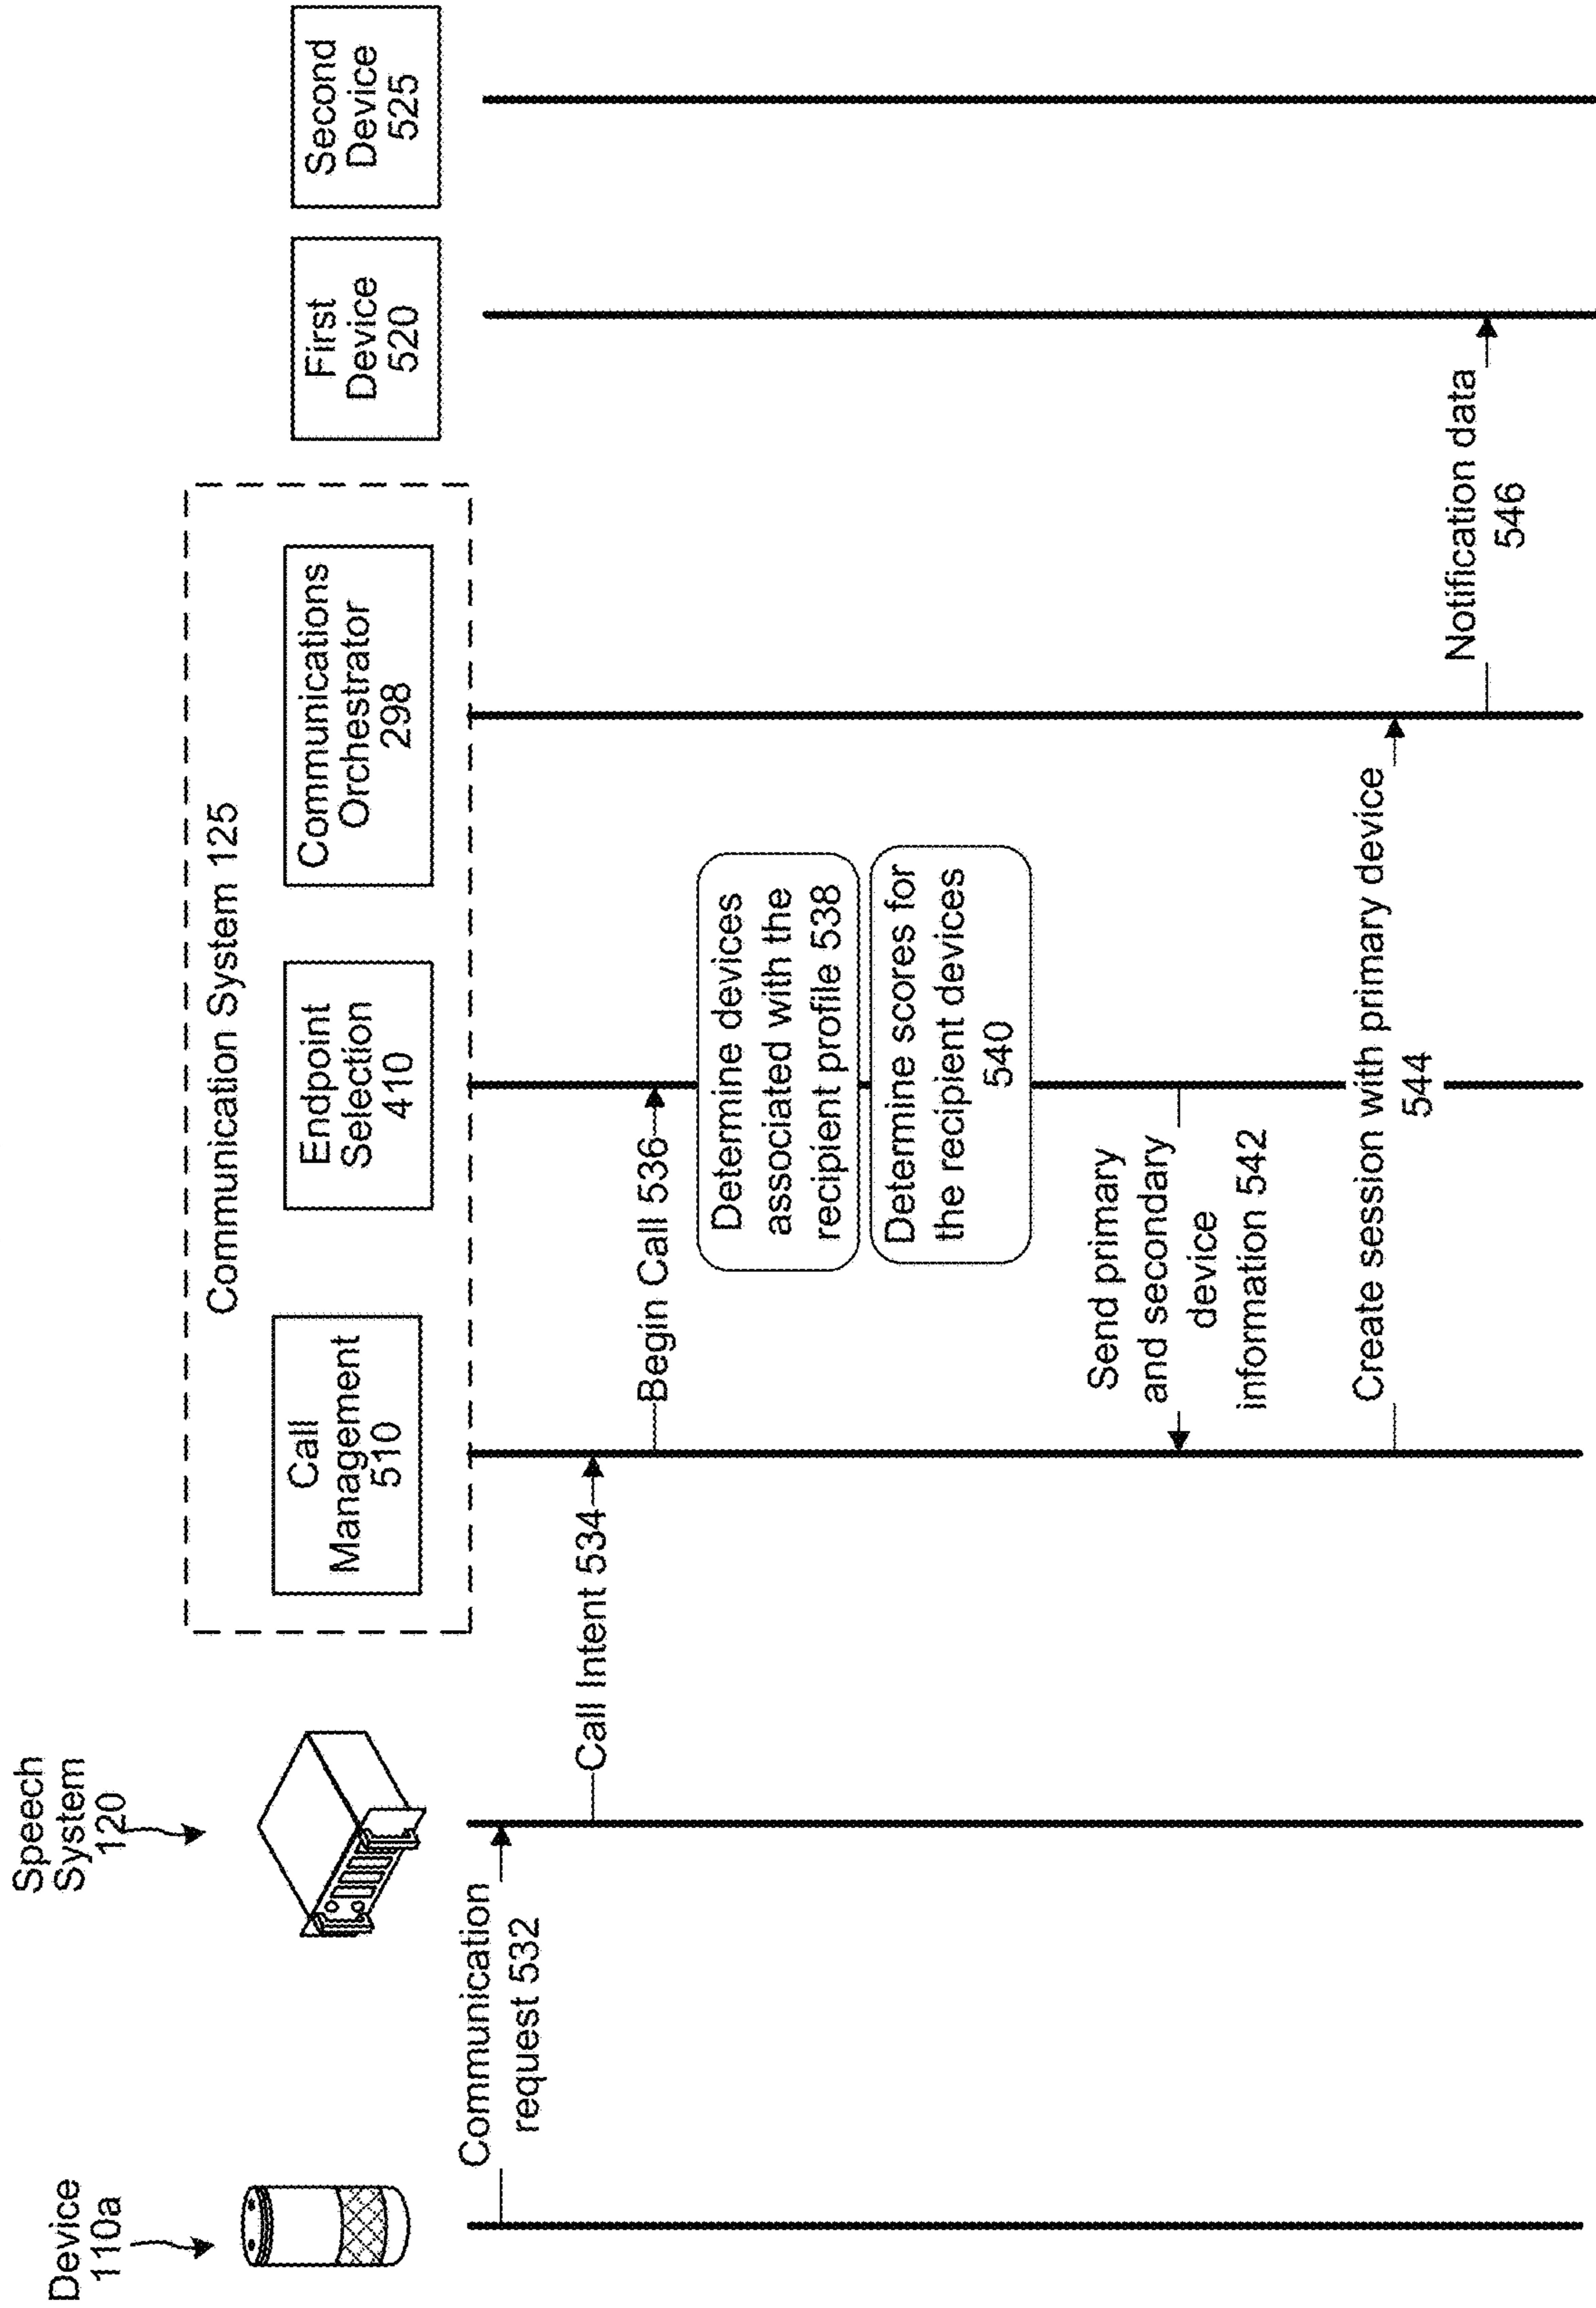 Device
110a
Speech
System
120
Communication System 125
Call
Management
510
Endpoint
Selection
410
Communications
Orchestrator
298
First
Device
520
Second
Device
525
Communication
request 532
Call Intent 534
Begin Call 536
Determine devices
associated with the
recipient profile 538
Determine scores for
the recipient devices
540
Send primary
and secondary
device
information 542
Create session with primary device
544
Notification data
546